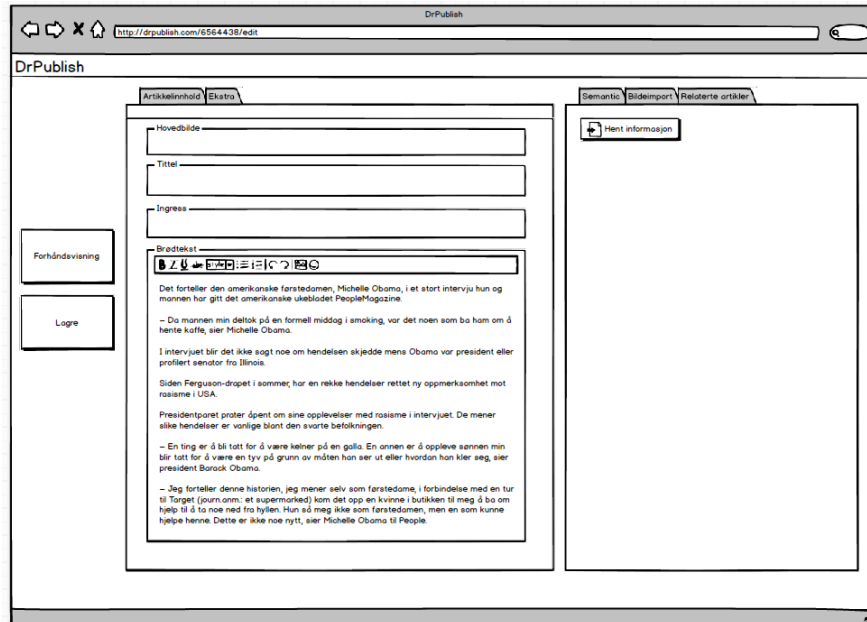 DrPublish
http://drpublish.com/6564438/edit
DrPublish
Artikkelinnhold
Ekstra
Semantic
Bildeimport
Relaterte artikler
Hovedbilde
Hent informasjon
Tittel
Ingress
Forhåndsvisning
Lagre
Brødtekst
B I U abc style
Det forteller den amerikanske førstedamen, Michelle Obama, i et stort intervju hun og
mannen har gitt det amerikanske ukebladet PeopleMagazine.
– Da mannen min deltok på en formell middag i smoking, var det noen som ba ham om å
hente kaffe, sier Michelle Obama.
I intervjuet blir det ikke sagt noe om hendelsen skjedde mens Obama var president eller
profilert senator fra Illinois.
Siden Ferguson-drapet i sommer, har en rekke hendelser rettet ny oppmerksomhet mot
rasisme i USA.
Presidentparet prater åpent om sine opplevelser med rasisme i intervjuet. De mener
slike hendelser er vanlige blant den svarte befolkningen.
– En ting er å bli tatt for å være kelner på en galla. En annen er å oppleve sønnen min
blir tatt for å være en tyv på grunn av måten han ser ut eller hvordan han kler seg, sier
president Barack Obama.
– Jeg forteller denne historien, jeg mener selv som førstedame, i forbindelse med en tur
til Target (journ.anm.: et supermarked) kom det opp en kvinne i butikken til meg å ba om
hjelp til å ta noe ned fra hyllen. Hun så meg ikke som førstedamen, men en som kunne
hjelpe henne. Dette er ikke noe nytt, sier Michelle Obama til People.